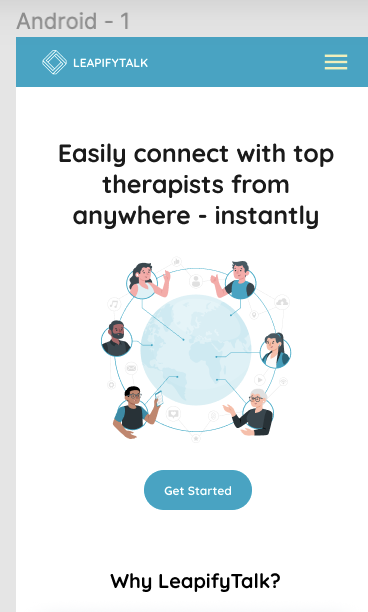 Android - 1
LEAPIFYTALK
Easily connect with top
therapists from
anywhere - instantly
Get Started
Why LeapifyTalk?